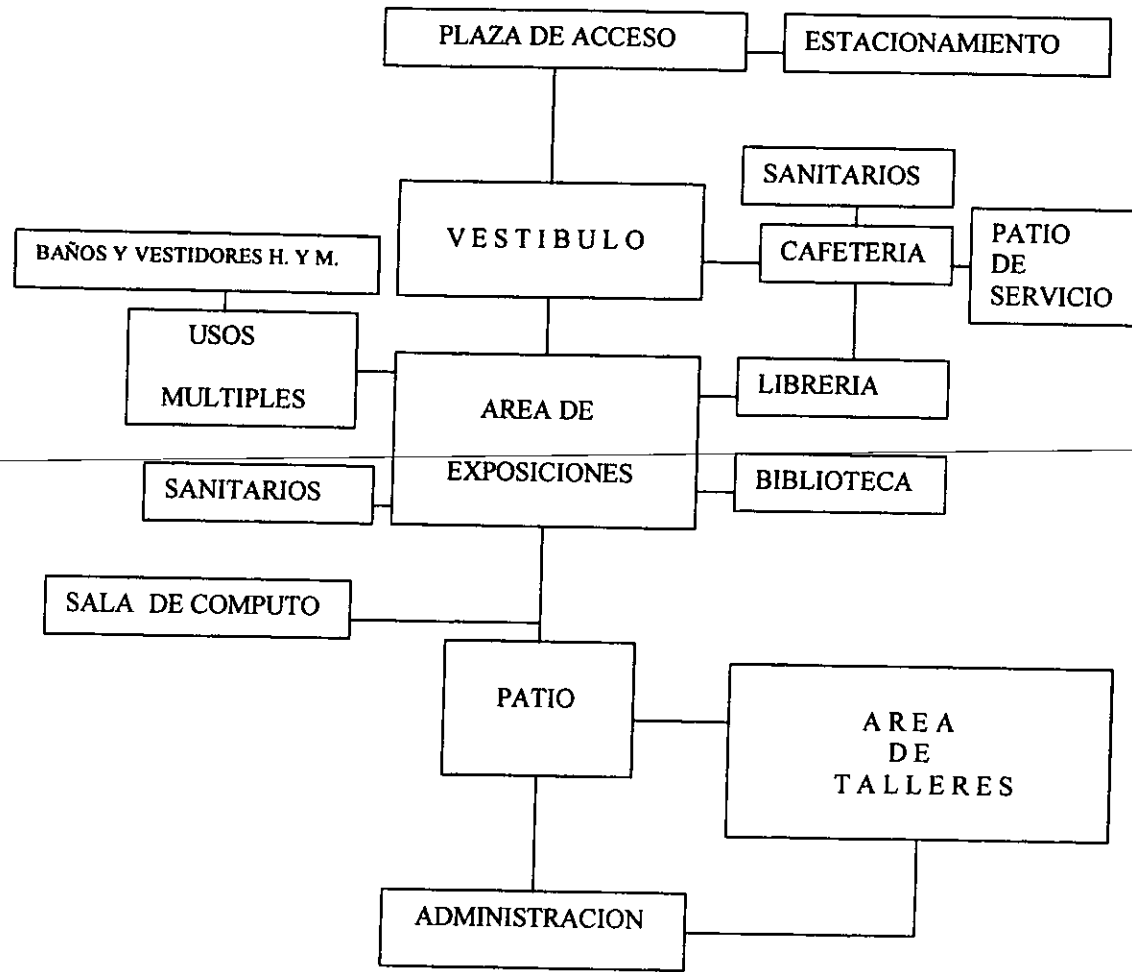 PLAZA DE ACCESO
ESTACIONAMIENTO
SANITARIOS
VESTIBULO
CAFETERIA
PATIO
DE
SERVICIO
BAÑOS Y VESTIDORES H. Y M.
USOS
MULTIPLES
AREA DE
EXPOSICIONES
LIBRERIA
SANITARIOS
BIBLIOTECA
SALA DE COMPUTO
PATIO
AREA
DE
TALLERES
ADMINISTRACION